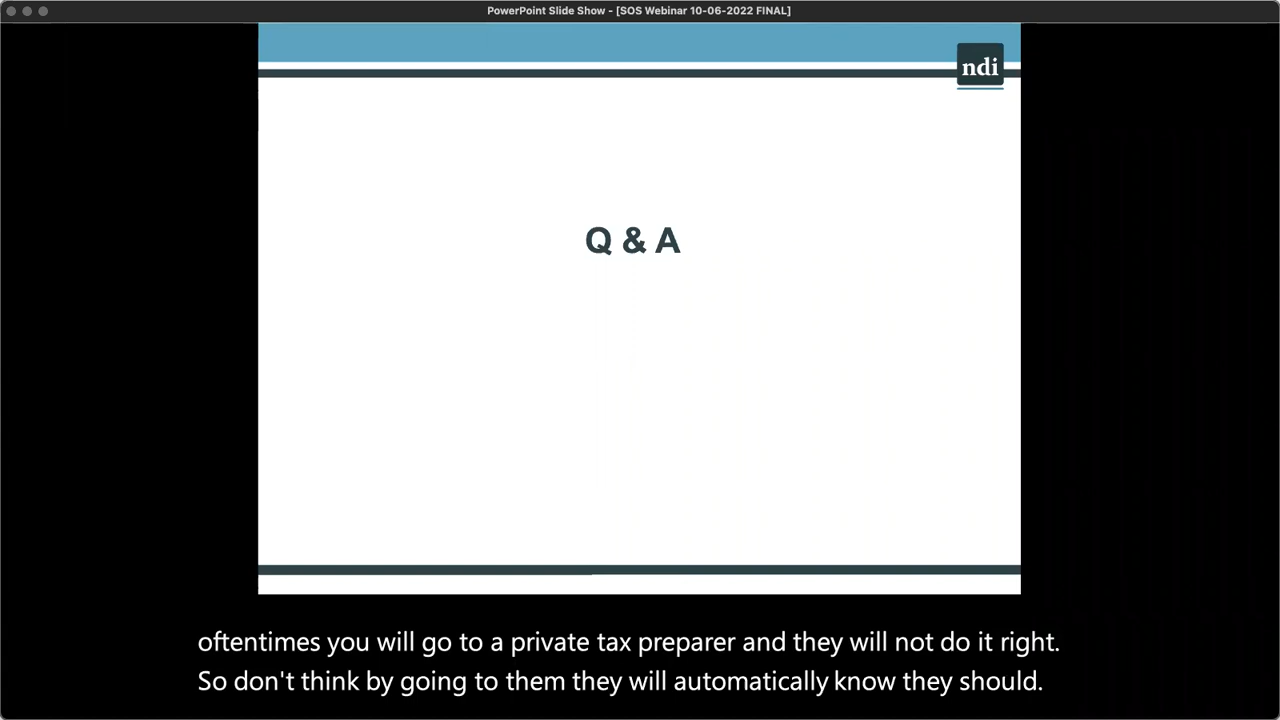 PowerPoint Slide Show - [SOS Webinar 10-06-2022 FINAL]
ndi
Q & A
oftentimes you will go to a private tax preparer and they will not do it right.
So don't think by going to them they will automatically know they should.